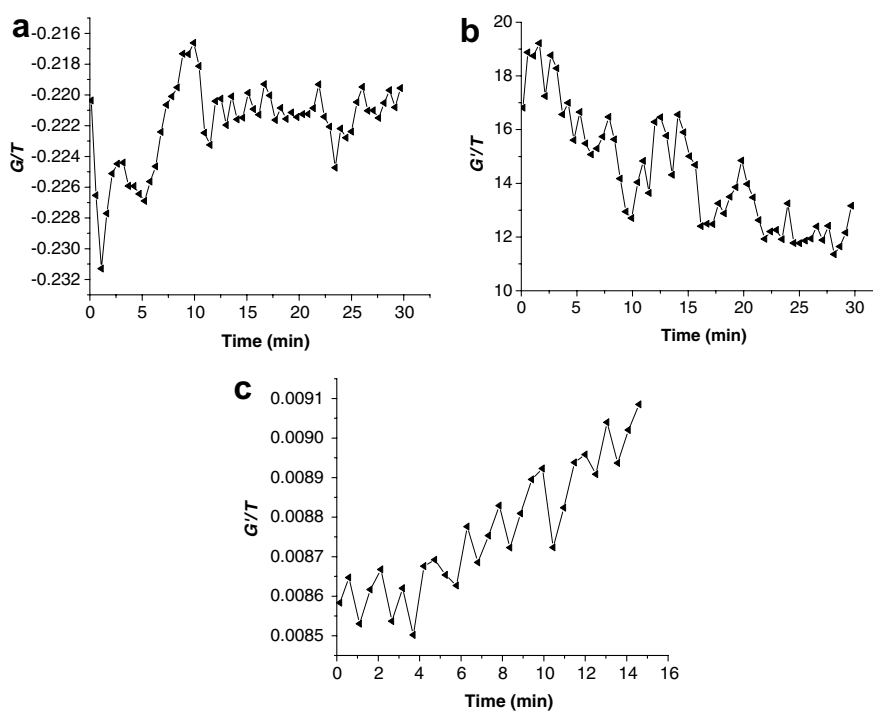 a
-0.216
-0.218
-0.220
-0.222
-0.224
-0.226
-0.228
-0.230
-0.232
G/T
0 5 10 15 20 25 30
Time (min)
b
20
18
16
14
12
10
G'/T
0 5 10 15 20 25 30
Time (min)
c
0.0091
0.0090
0.0089
0.0088
0.0087
0.0086
0.0085
G'/T
0 2 4 6 8 10 12 14 16
Time (min)